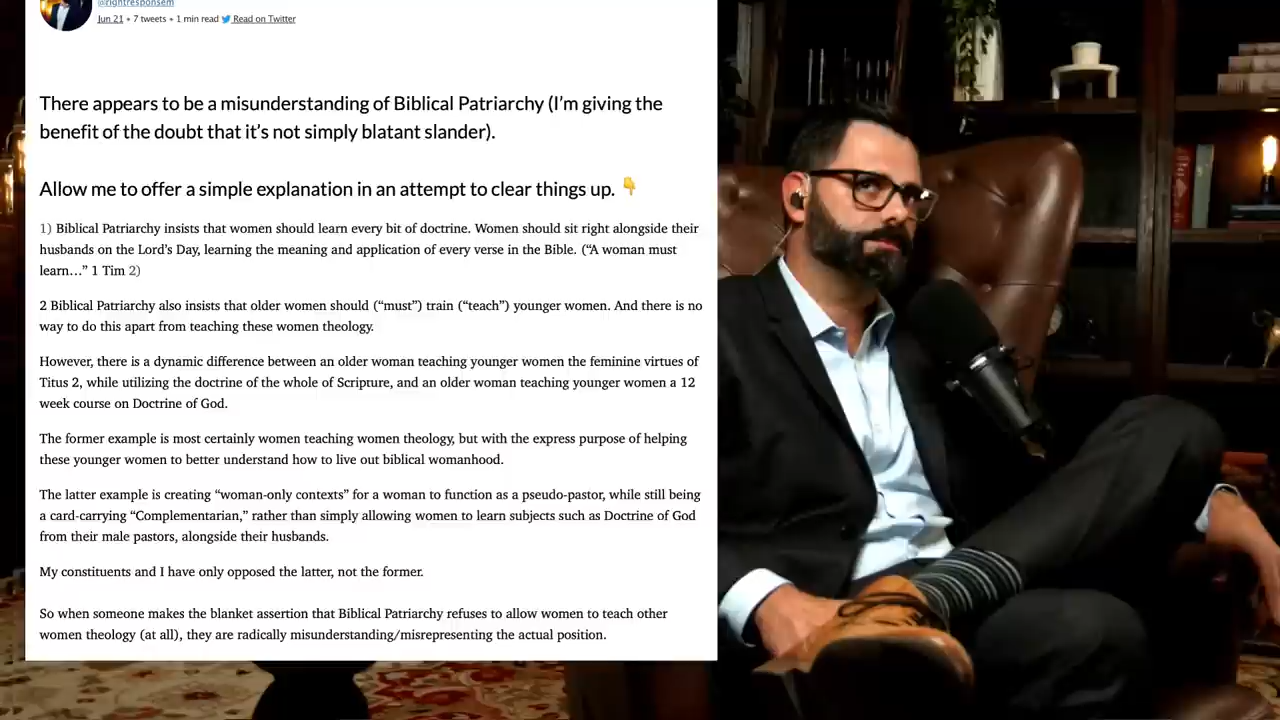 @rightresponsem
Jun 21 • 7 tweets • 1 min read Read on Twitter
There appears to be a misunderstanding of Biblical Patriarchy (I’m giving the
benefit of the doubt that it’s not simply blatant slander).
Allow me to offer a simple explanation in an attempt to clear things up. 👇
1) Biblical Patriarchy insists that women should learn every bit of doctrine. Women should sit right alongside their
husbands on the Lord’s Day, learning the meaning and application of every verse in the Bible. (“A woman must
learn…” 1 Tim 2)
2 Biblical Patriarchy also insists that older women should (“must”) train (“teach”) younger women. And there is no
way to do this apart from teaching these women theology.
However, there is a dynamic difference between an older woman teaching younger women the feminine virtues of
Titus 2, while utilizing the doctrine of the whole of Scripture, and an older woman teaching younger women a 12
week course on Doctrine of God.
The former example is most certainly women teaching women theology, but with the express purpose of helping
these younger women to better understand how to live out biblical womanhood.
The latter example is creating “woman-only contexts” for a woman to function as a pseudo-pastor, while still being
a card-carrying “Complementarian,” rather than simply allowing women to learn subjects such as Doctrine of God
from their male pastors, alongside their husbands.
My constituents and I have only opposed the latter, not the former.
So when someone makes the blanket assertion that Biblical Patriarchy refuses to allow women to teach other
women theology (at all), they are radically misunderstanding/misrepresenting the actual position.